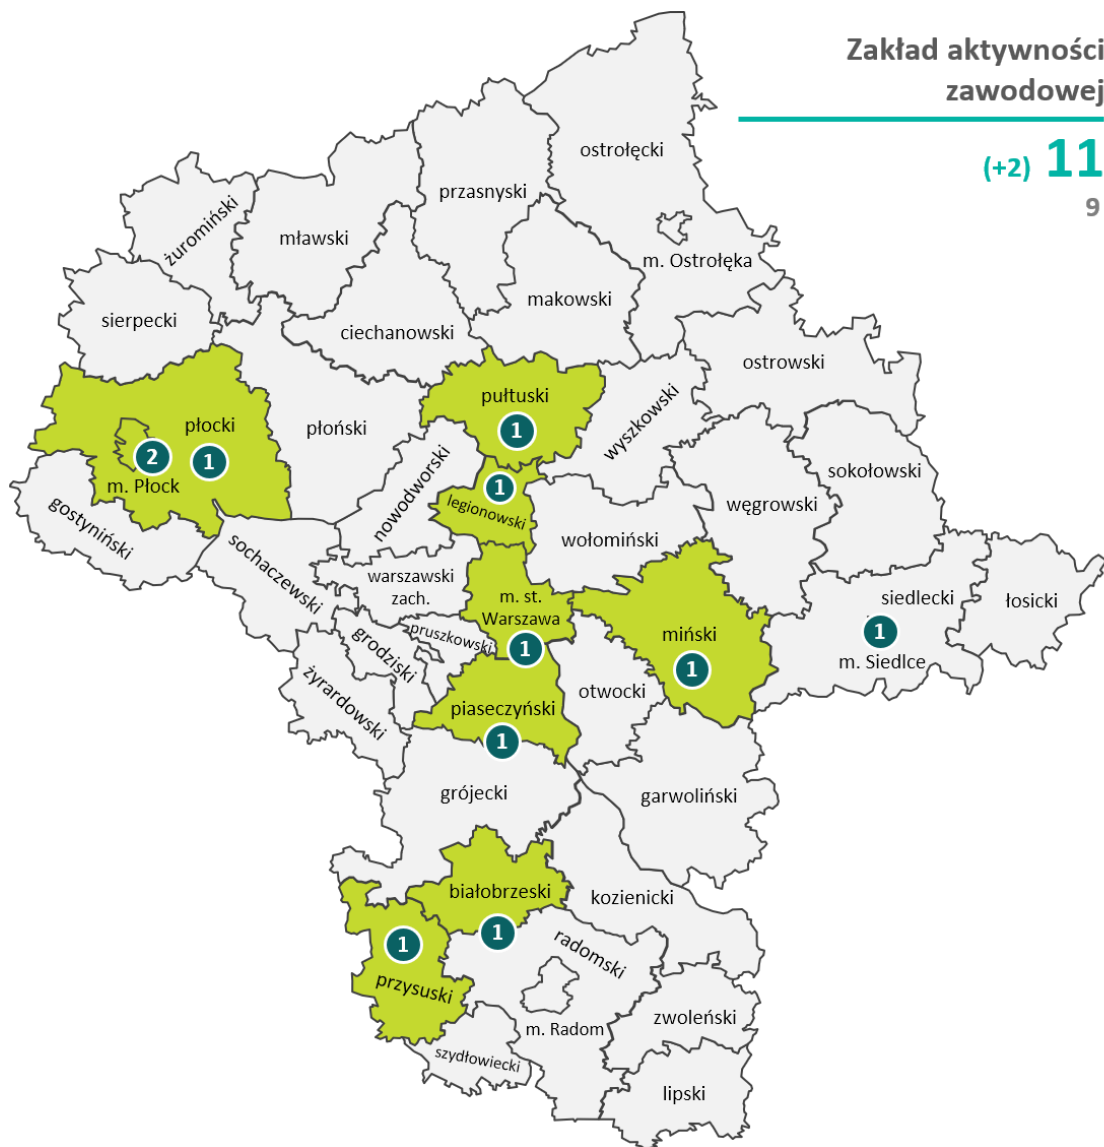 Zakład aktywności
zawodowej
(+2) 11
9
ostrołęcki
przasnyski
żuromiński
mławski
m. Ostrołęka
makowski
sierpecki
ciechanowski
ostrowski
pułtuski
1
wyszkowski
płocki
płoński
2
1
m. Płock
nowodworski
1
legionowski
sokołowski
węgrowski
gostyniński
sochaczewski
wołomiński
warszawski
zach.
m. st.
Warszawa
1
pruszkowski
grodziski
żyrardowski
miński
1
siedlecki
1
m. Siedlce
łosicki
otwocki
piaseczyński
1
grójecki
garwoliński
białobrzeski
1
kozienicki
1
przysuski
radomski
m. Radom
zwoleński
szydłowiecki
lipski